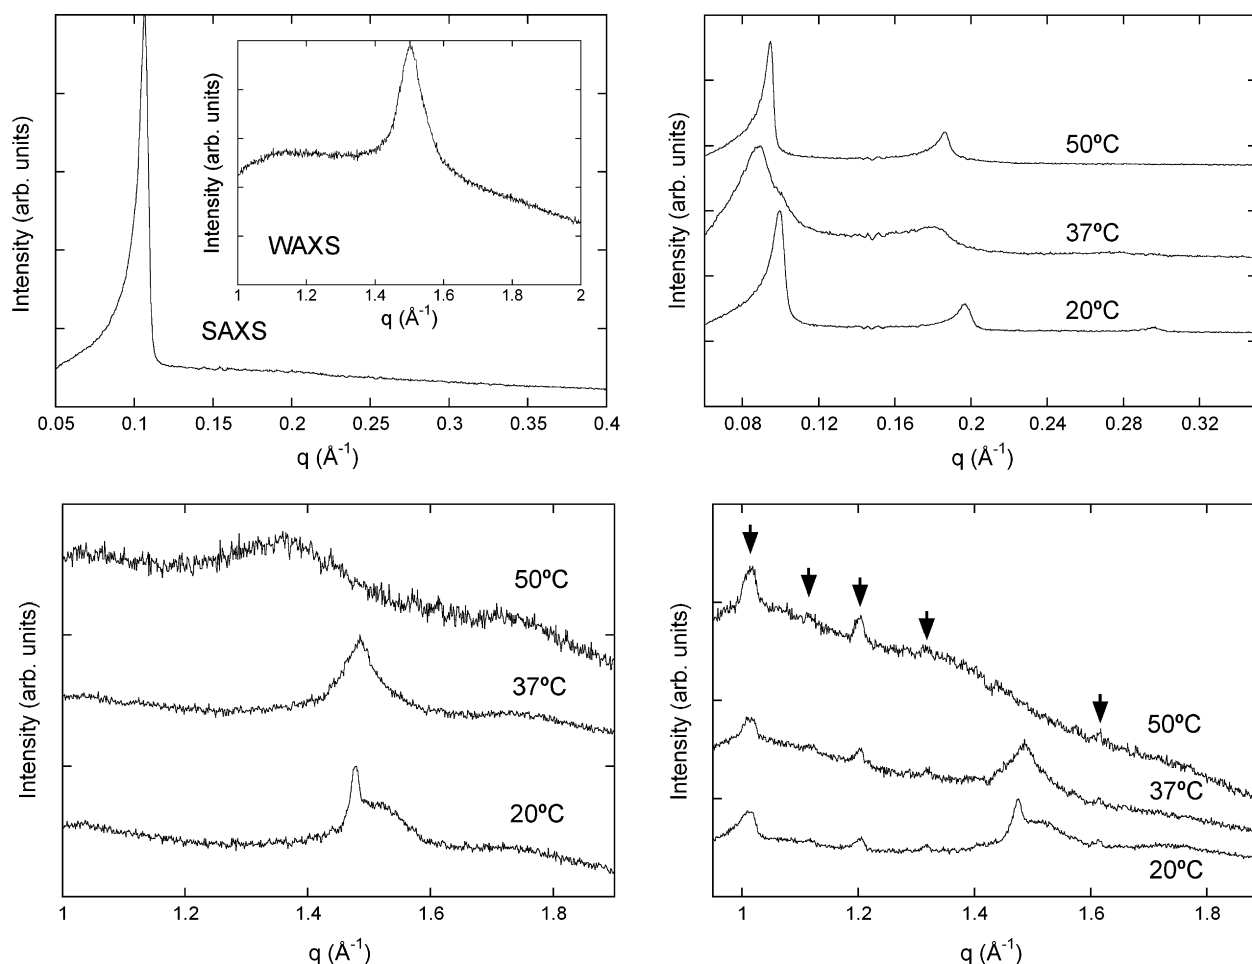 Intensity (arb. units)
Intensity (arb. units)
WAXS
1 1.2 1.4 1.6 1.8 2
q (Å-1)
SAXS
0.05 0.1 0.15 0.2 0.25 0.3 0.35 0.4
q (Å-1)
Intensity (arb. units)
50ºC
37ºC
20ºC
0.08 0.12 0.16 0.2 0.24 0.28 0.32
q (Å-1)
Intensity (arb. units)
50ºC
37ºC
20ºC
1 1.2 1.4 1.6 1.8
q (Å-1)
Intensity (arb. units)
50ºC
37ºC
20ºC
1 1.2 1.4 1.6 1.8
q (Å-1)